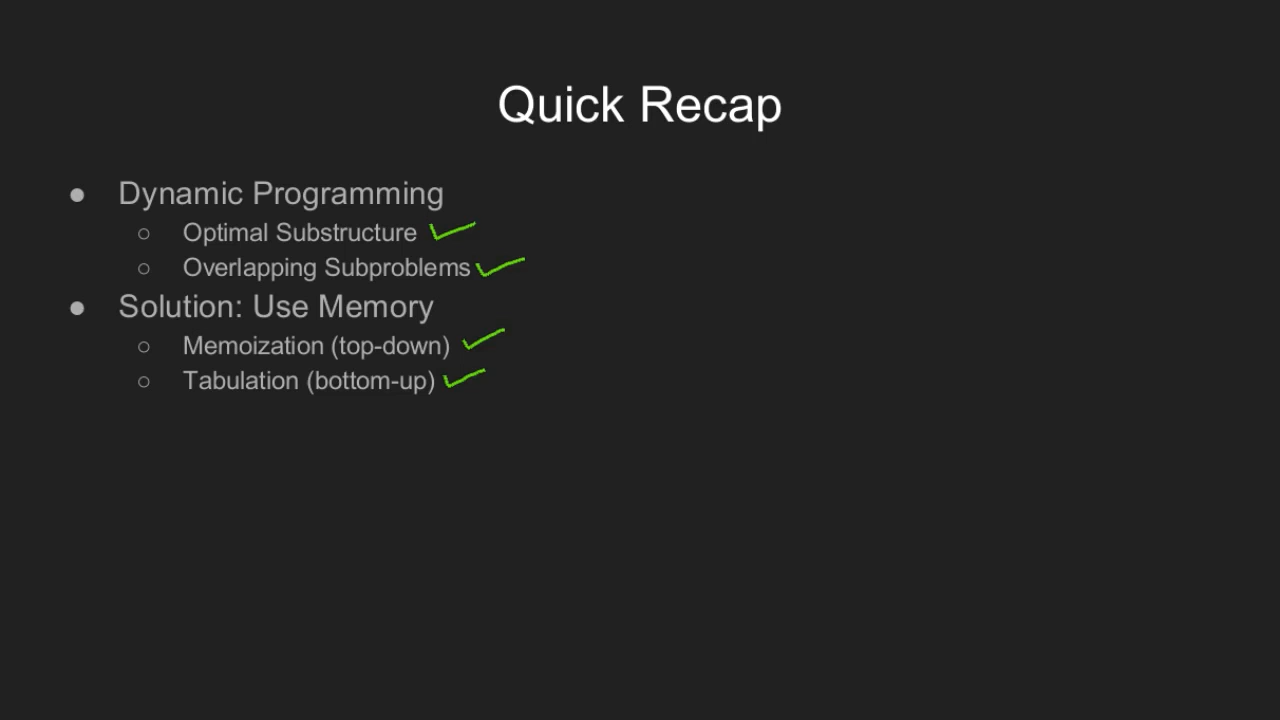 Quick Recap
● Dynamic Programming
○ Optimal Substructure ✓
○ Overlapping Subproblems ✓
● Solution: Use Memory
○ Memoization (top-down) ✓
○ Tabulation (bottom-up) ✓